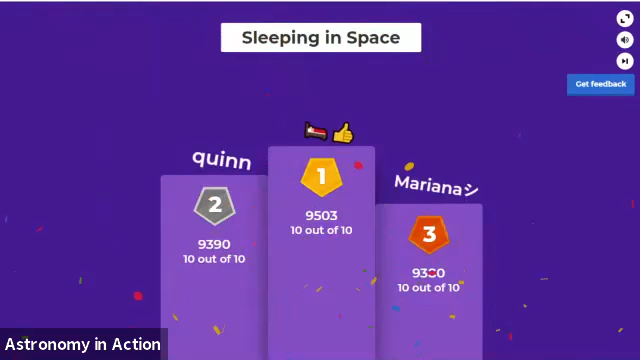 Sleeping in Space
Get feedback
quinn
Marianaシ
1
2
3
9503
10 out of 10
9390
10 out of 10
10 out of 10
Astronomy in Action